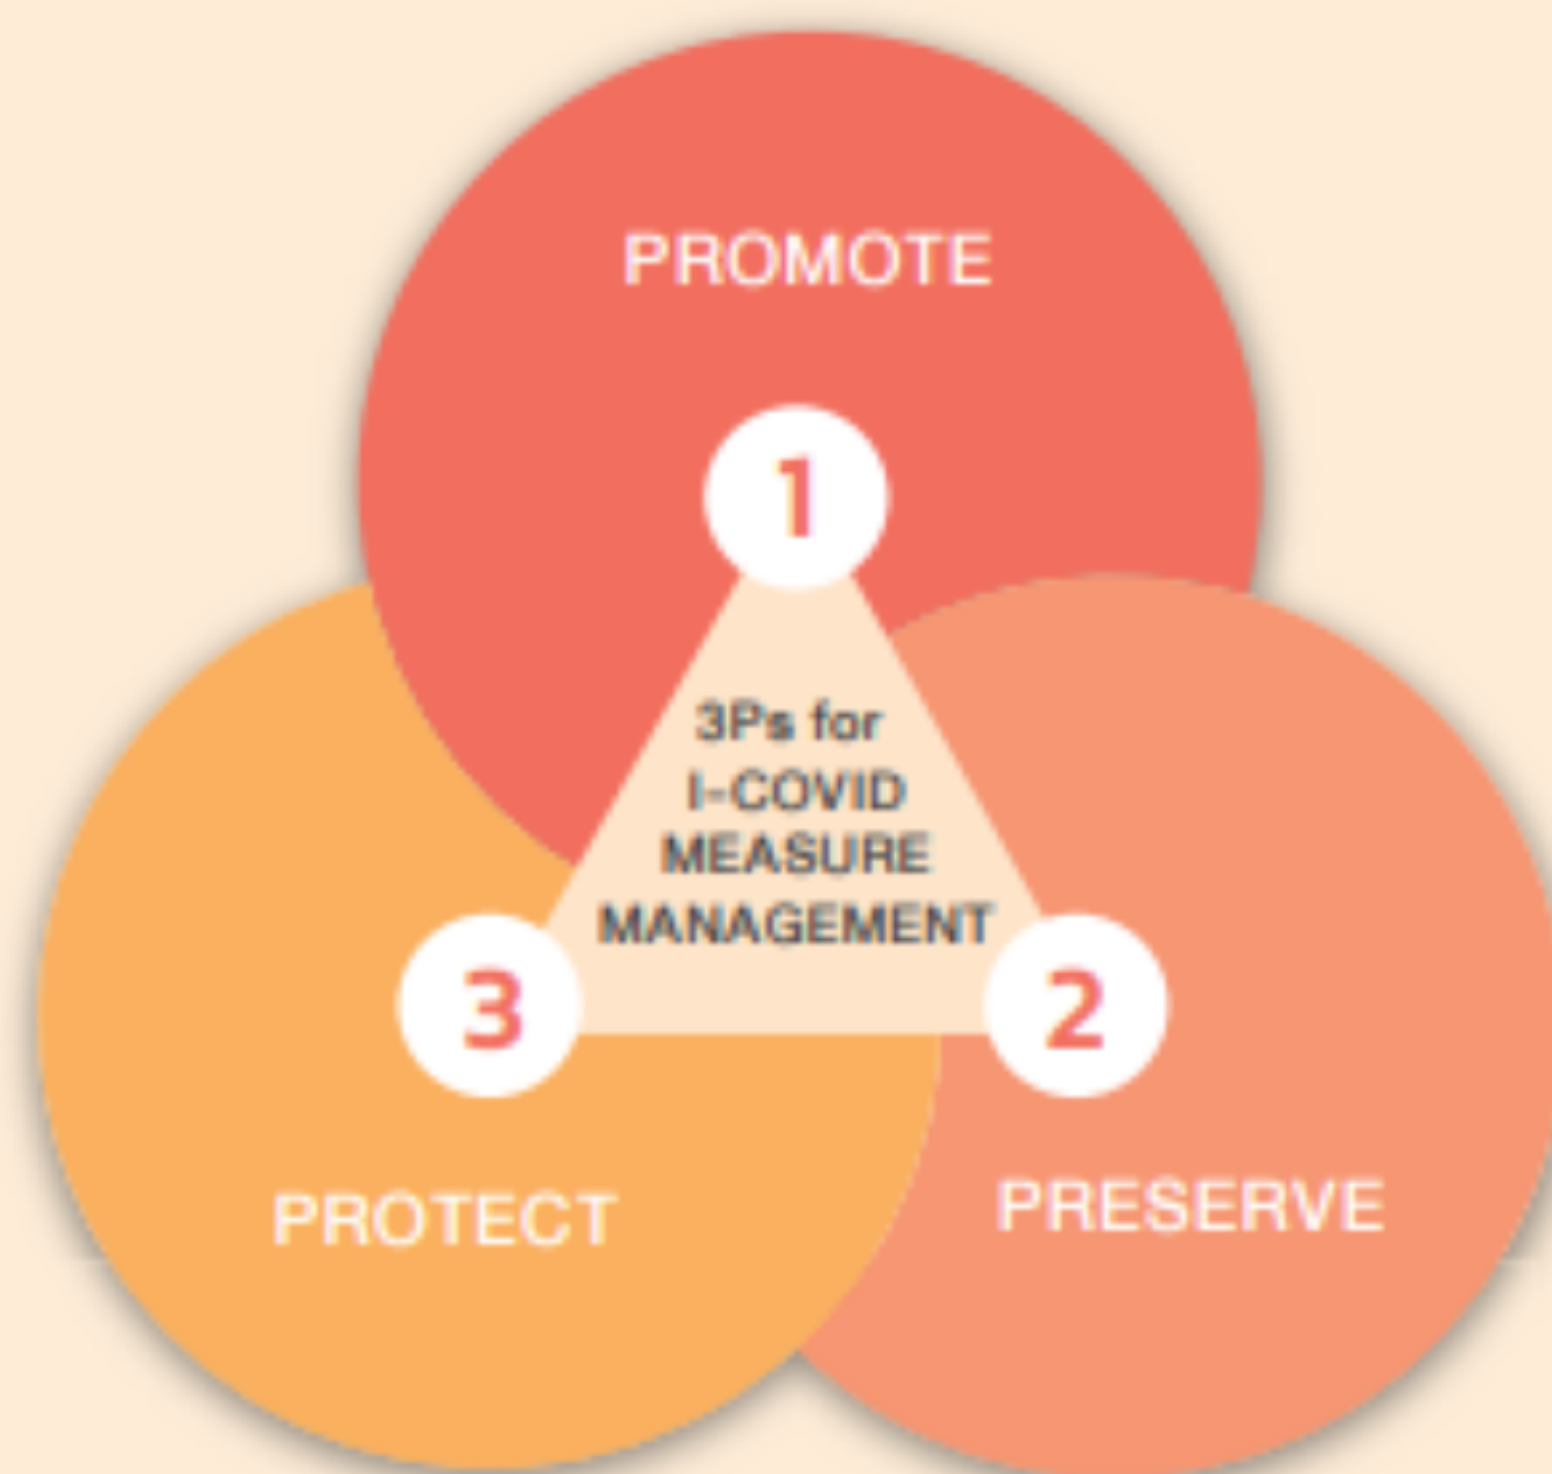 PROMOTE
1
3Ps for
I-COVID
MEASURE
MANAGEMENT
3
2
PROTECT
PRESERVE